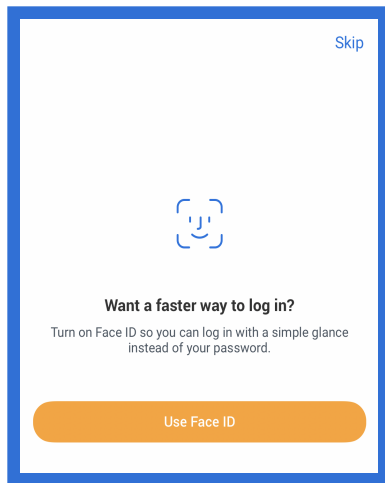 Skip
Want a faster way to log in?
Turn on Face ID so you can log in with a simple glance
instead of your password.
Use Face ID